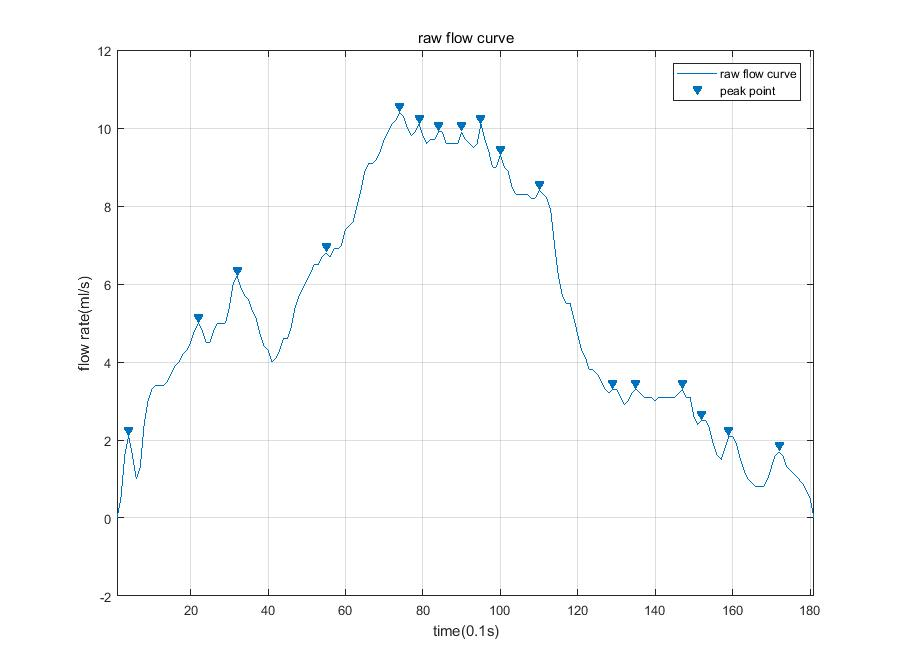 raw flow curve
12
10
8
6
4
2
0
-2
flow rate(ml/s)
raw flow curve
peak point
20 40 60 80 100 120 140 160 180
time(0.1s)